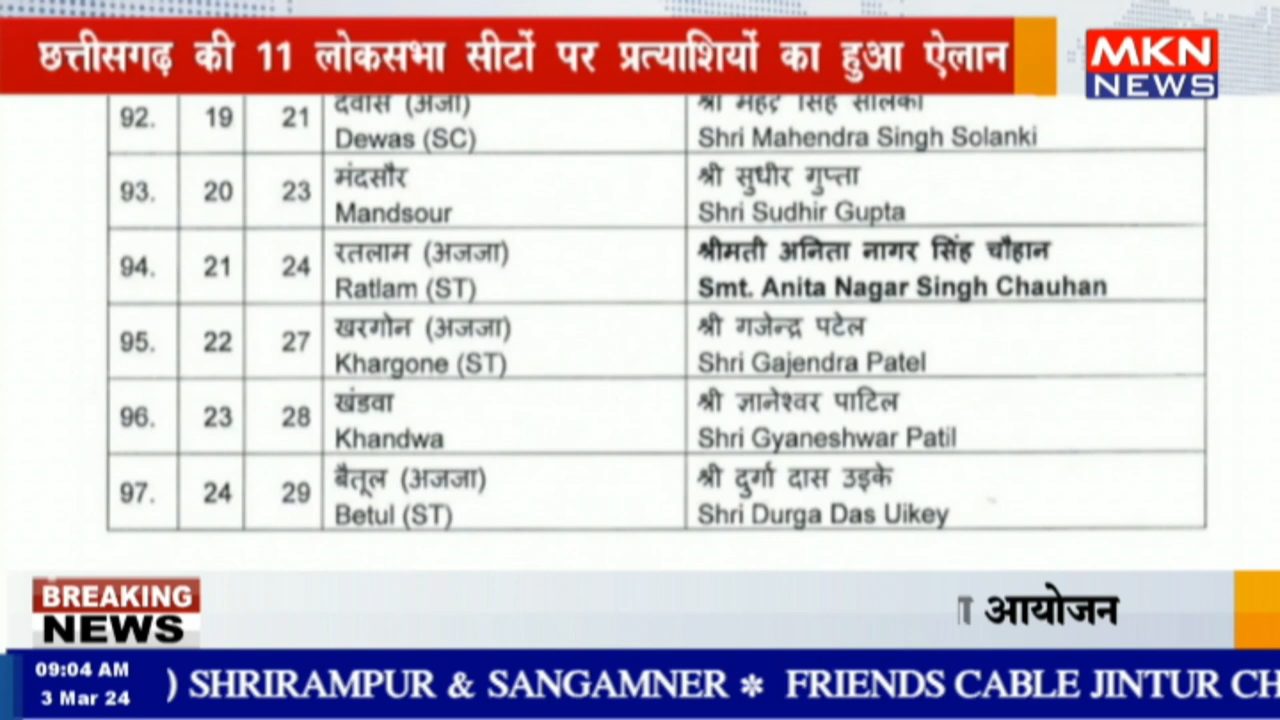 छत्तीसगढ़ की 11 लोकसभा सीटों पर प्रत्याशियों का हुआ ऐलान
MKN
NEWS
92. 19 21 देवास (अजा) श्री महेंद्र सिंह सोलंकी
Dewas (SC) Shri Mahendra Singh Solanki
93. 20 23 मंदसौर श्री सुधीर गुप्ता
Mandsour Shri Sudhir Gupta
94. 21 24 रतलाम (अजजा) श्रीमती अनिता नागर सिंह चौहान
Ratlam (ST) Smt. Anita Nagar Singh Chauhan
95. 22 27 खरगोन (अजजा) श्री गजेन्द्र पटेल
Khargone (ST) Shri Gajendra Patel
96. 23 28 खंडवा श्री ज्ञानेश्वर पाटिल
Khandwa Shri Gyaneshwar Patil
97. 24 29 बैतूल (अजजा) श्री दुर्गा दास उइके
Betul (ST) Shri Durga Das Uikey
BREAKING
NEWS
आयोजन
09:04 AM
3 Mar 24
) SHRIRAMPUR & SANGAMNER * FRIENDS CABLE JINTUR CH